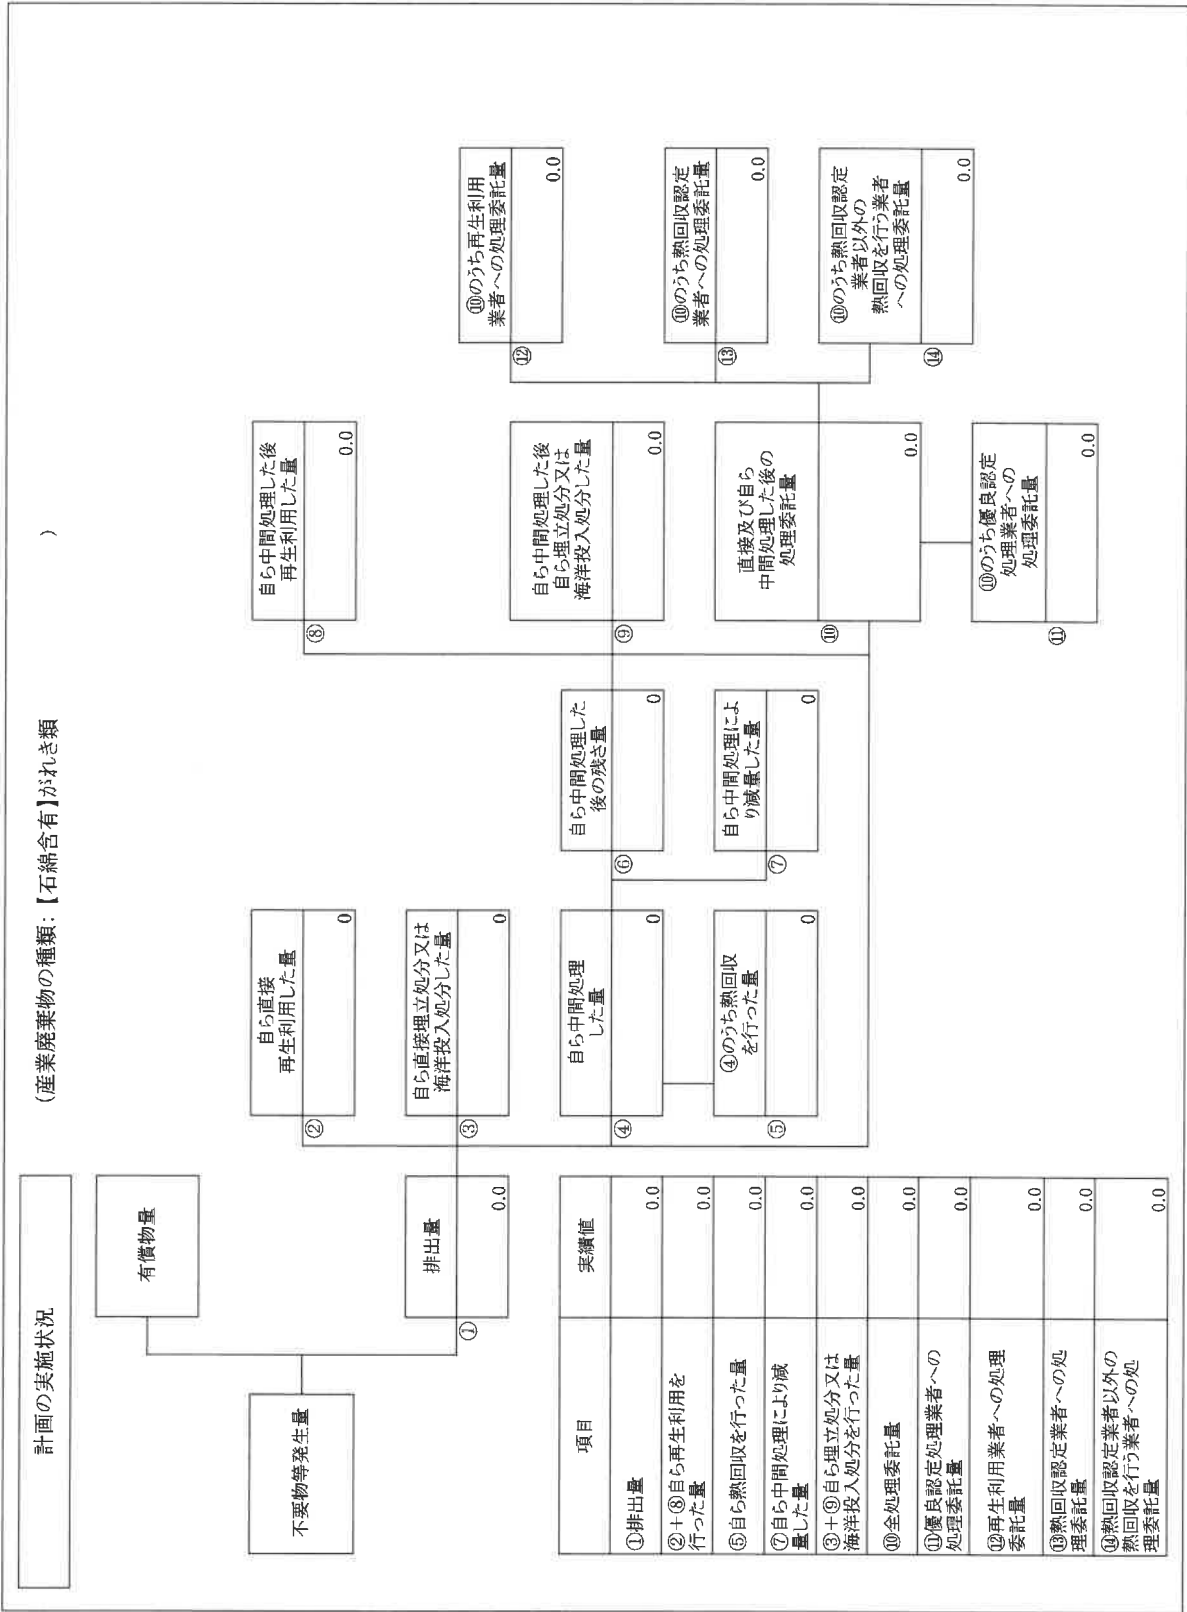 計画の実施状況
(産業廃棄物の種類:【石綿含有】がれき類 )
不要物等発生量
有償物量
①
排出量
0.0
②
自ら直接
再生利用した量
0
③
自ら直接埋立処分又は
海洋投入処分した量
0
④
自ら中間処理
した量
0
⑤
④のうち熱回収
を行った量
0
⑥
自ら中間処理した
後の残さ量
0
⑦
自ら中間処理によ
り減量した量
0
⑧
自ら中間処理した後
再生利用した量
0.0
⑨
自ら中間処理した後
自ら埋立処分又は
海洋投入処分した量
0.0
⑩
直接及び自ら
中間処理した後の
処理委託量
0.0
⑪
⑩のうち優良認定
処理業者への
処理委託量
0.0
⑫
⑩のうち再生利用
業者への処理委託量
0.0
⑬
⑩のうち熱回収認定
業者への処理委託量
0.0
⑭
⑩のうち熱回収認定
業者以外の
熱回収を行う業者
への処理委託量
0.0
項目
実績値
①排出量
0.0
②+⑧自ら再生利用を
行った量
0.0
⑤自ら熱回収を行った量
0.0
⑦自ら中間処理により減
量した量
0.0
③+⑨自ら埋立処分又は
海洋投入処分を行った量
0.0
⑩全処理委託量
0.0
⑪優良認定処理業者への
処理委託量
0.0
⑫再生利用業者への処理
委託量
0.0
⑬熱回収認定業者への処
理委託量
0.0
⑭熱回収認定業者以外の
熱回収を行う業者への処
理委託量
0.0